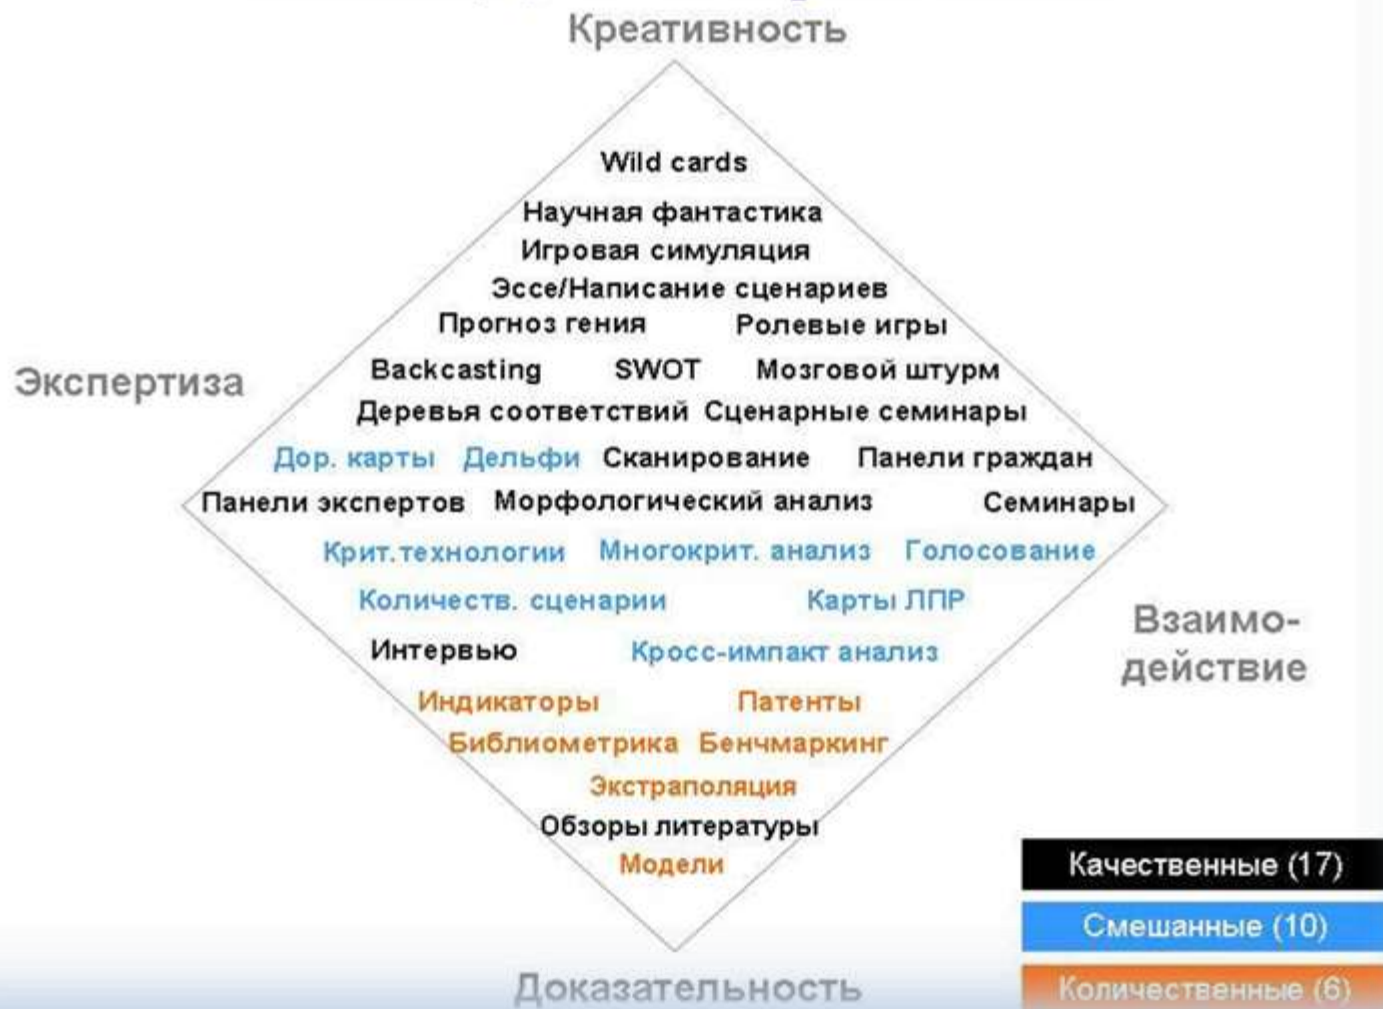 Креативность
Wild cards
Научная фантастика
Игровая симуляция
Эссе/Написание сценариев
Прогноз гения Ролевые игры
Экспертиза
Backcasting SWOT Мозговой штурм
Деревья соответствий Сценарные семинары
Дор. карты Дельфи Сканирование Панели граждан
Панели экспертов Морфологический анализ Семинары
Крит.технологии Многокрит. анализ Голосование
Количеств. сценарии Карты ЛПР
Взаимо-
действие
Интервью Кросс-импакт анализ
Индикаторы Патенты
Библиометрика Бенчмаркинг
Экстраполяция
Обзоры литературы
Модели
Качественные (17)
Смешанные (10)
Количественные (6)
Доказательность